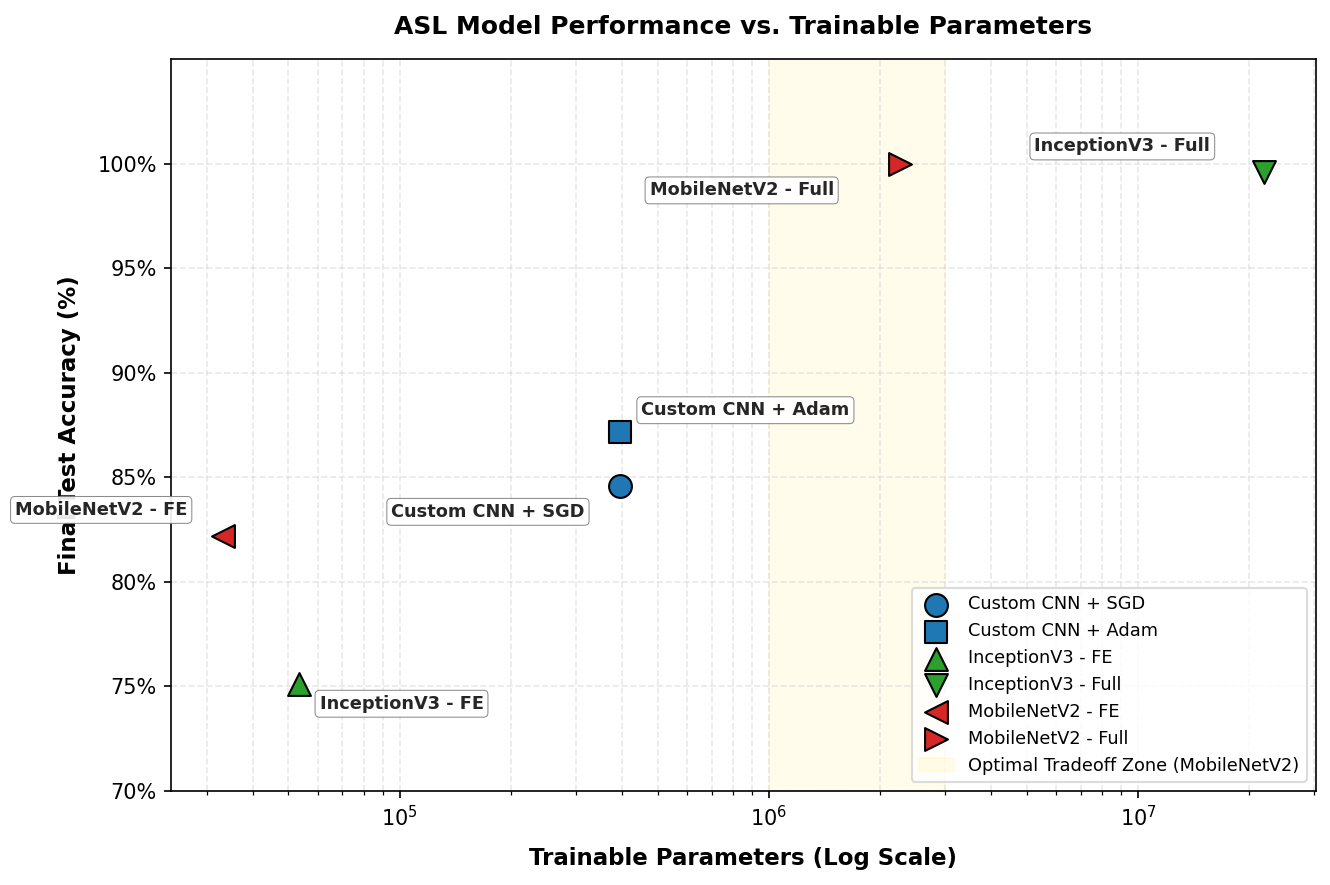 ASL Model Performance vs. Trainable Parameters
100%
95%
90%
85%
80%
75%
70%
Final Test Accuracy (%)
InceptionV3 - Full
MobileNetV2 - Full
Custom CNN + Adam
Custom CNN + SGD
MobileNetV2 - FE
InceptionV3 - FE
Custom CNN + SGD
Custom CNN + Adam
InceptionV3 - FE
InceptionV3 - Full
MobileNetV2 - FE
MobileNetV2 - Full
Optimal Tradeoff Zone (MobileNetV2)
10⁵
10⁶
10⁷
Trainable Parameters (Log Scale)